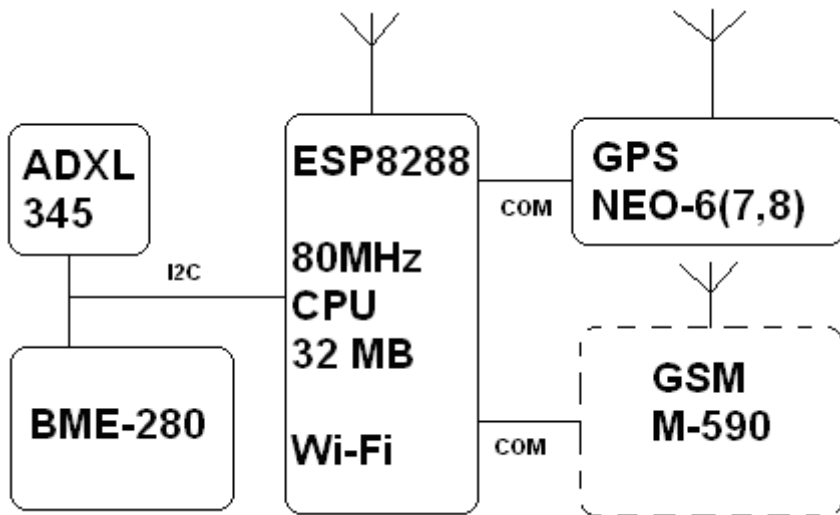 ADXL
345
I2C
BME-280
ESP8288
80MHz
CPU
32 MB
Wi-Fi
COM
GPS
NEO-6(7,8)
COM
GSM
M-590